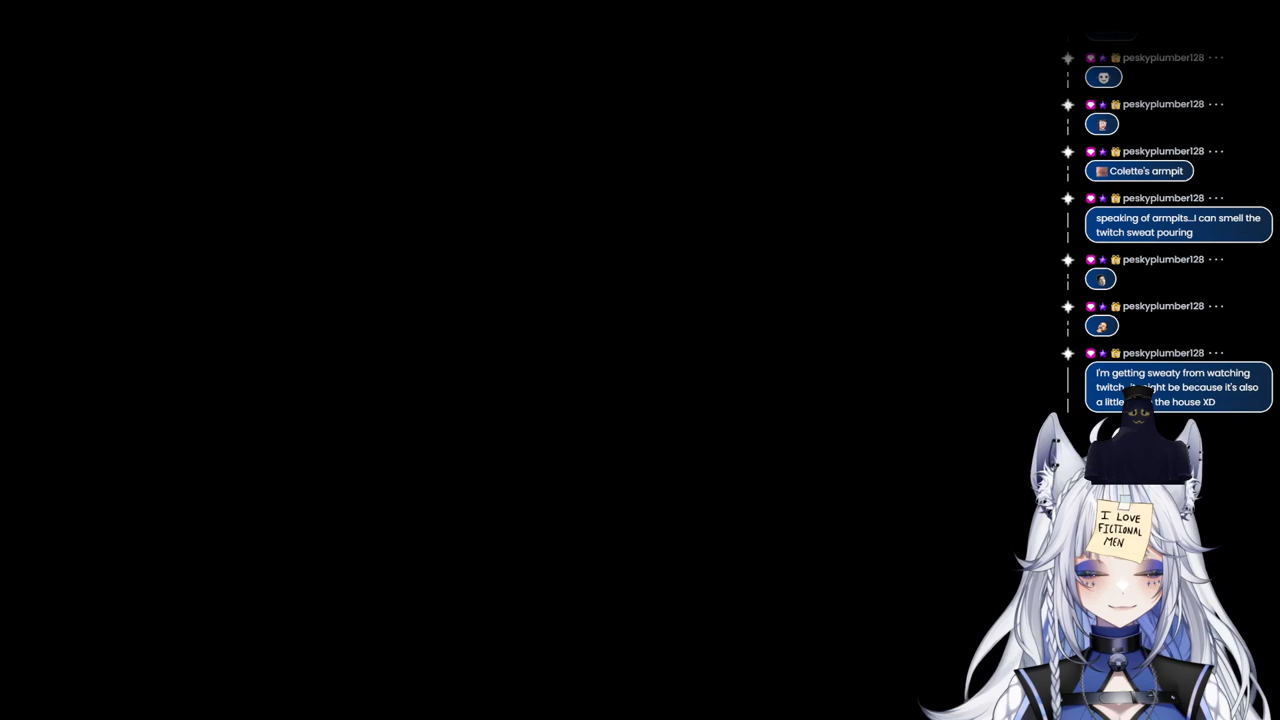 peskyplumber128
peskyplumber128
peskyplumber128
Colette's armpit
peskyplumber128
speaking of armpits...I can smell the
twitch sweat pouring
peskyplumber128
peskyplumber128
peskyplumber128
I'm getting sweaty from watching
twitch, be because it's also
a little the house XD
I LOVE
FICTIONAL
MEN